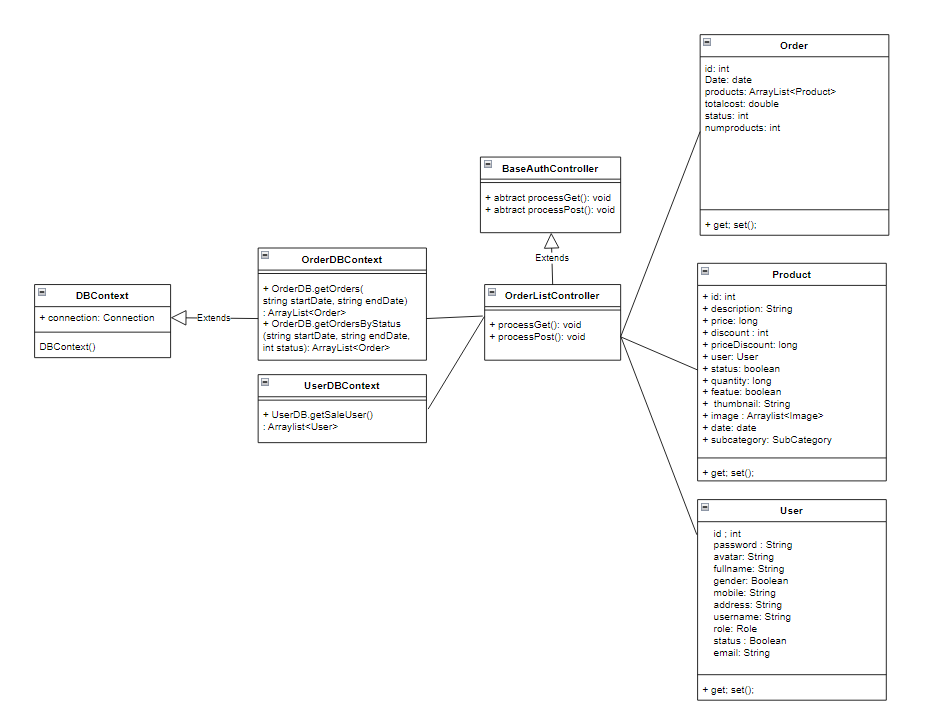 Order
id: int
Date: date
products: ArrayList<Product>
totalcost: double
status: int
numproducts: int
+ get; set();
BaseAuthController
+ abtract processGet(): void
+ abtract processPost(): void
Extends
OrderDBContext
+ OrderDB.getOrders(
string startDate, string endDate)
: ArrayList<Order>
+ OrderDB.getOrdersByStatus
(string startDate, string endDate,
int status): ArrayList<Order>
DBContext
+ connection: Connection
DBContext()
Extends
OrderListController
+ processGet(): void
+ processPost(): void
UserDBContext
+ UserDB.getSaleUser()
: Arraylist<User>
Product
+ id: int
+ description: String
+ price: long
+ discount : int
+ priceDiscount: long
+ user: User
+ status: boolean
+ quantity: long
+ featue: boolean
+ thumbnail: String
+ image : Arraylist<Image>
+ date: date
+ subcategory: SubCategory
+ get; set();
User
id ; int
password : String
avatar: String
fullname: String
gender: Boolean
mobile: String
address: String
username: String
role: Role
status : Boolean
email: String
+ get; set();